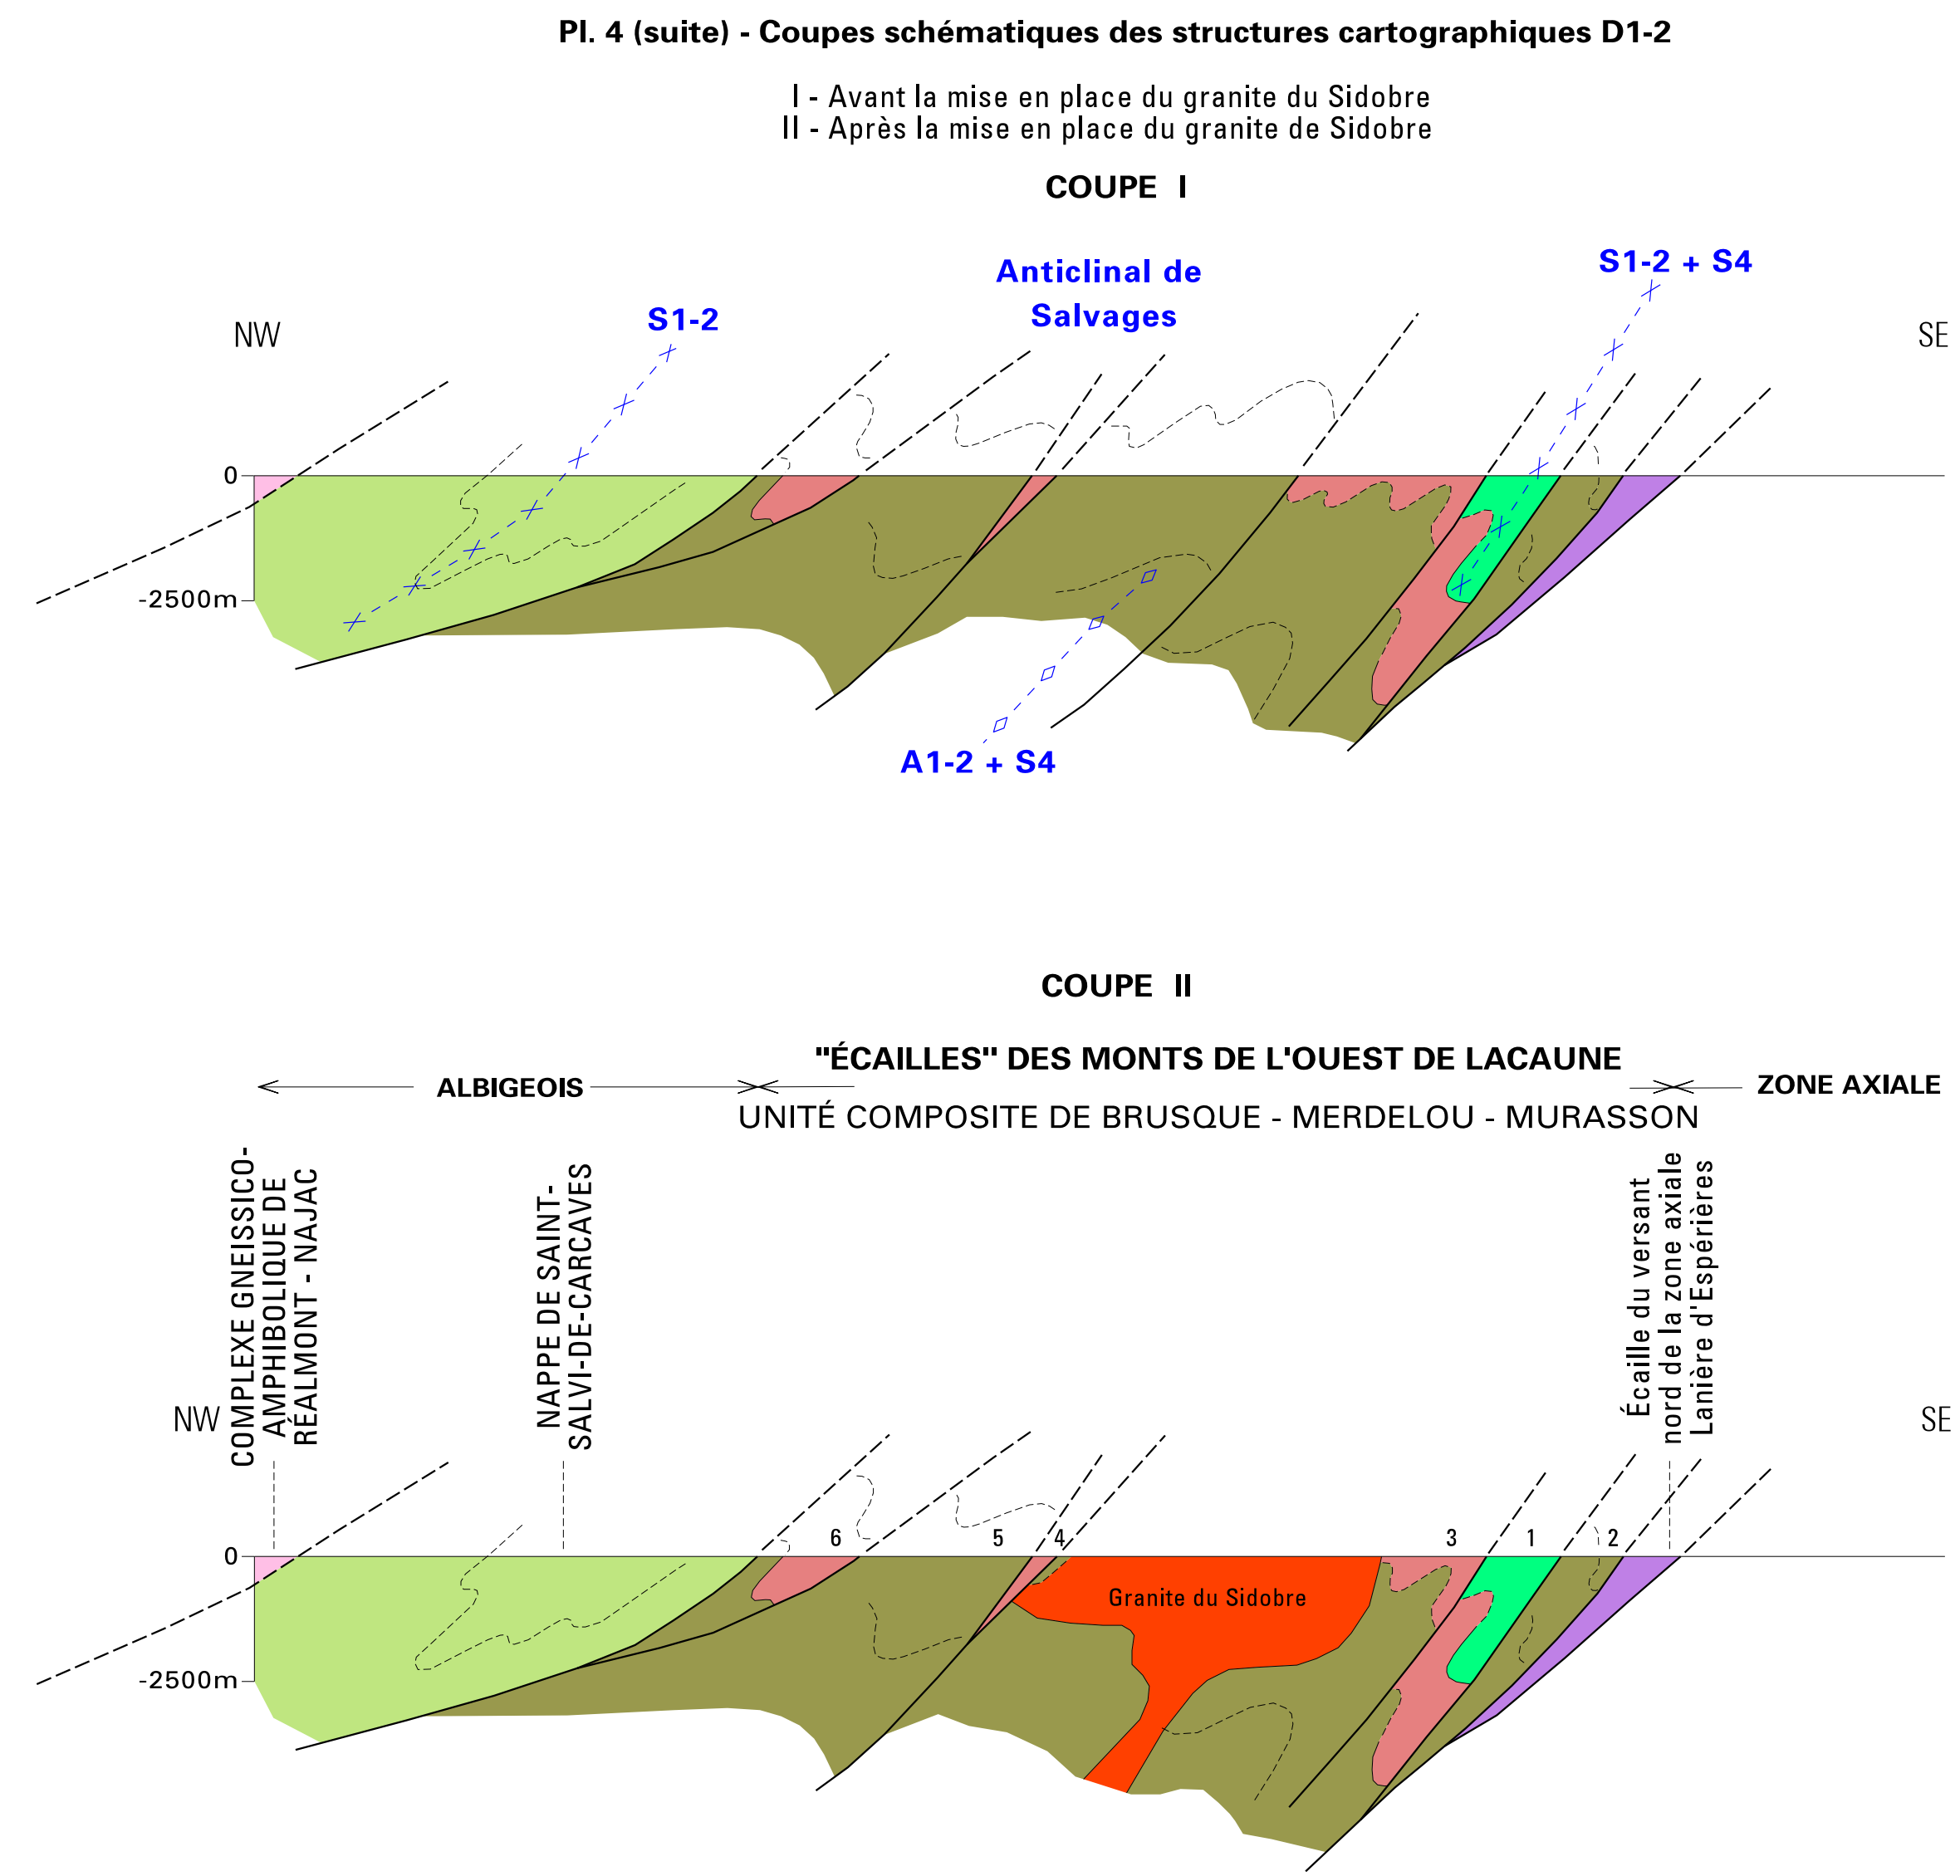 Pl. 4 (suite) - Coupes schématiques des structures cartographiques D1-2
I - Avant la mise en place du granite du Sidobre
II - Après la mise en place du granite de Sidobre
COUPE I
S1-2 + S4
Anticlinal de
Salvages
S1-2
NW
SE
0
-2500m
A1-2 + S4
COUPE II
"ÉCAILLES" DES MONTS DE L'OUEST DE LACAUNE
ALBIGEOIS
ZONE AXIALE
UNITÉ COMPOSITE DE BRUSQUE - MERDELOU - MURASSON
COMPLEXE GNEISSICO-
AMPHIBOLIQUE DE
RÉALMONT - NAJAC
NAPPE DE SAINT-
SALVI-DE-CARCAVES
Écaille du versant
nord de la zone axiale
Lanière d'Espérières
NW
SE
6
5
4
3
1
2
0
Granite du Sidobre
-2500m